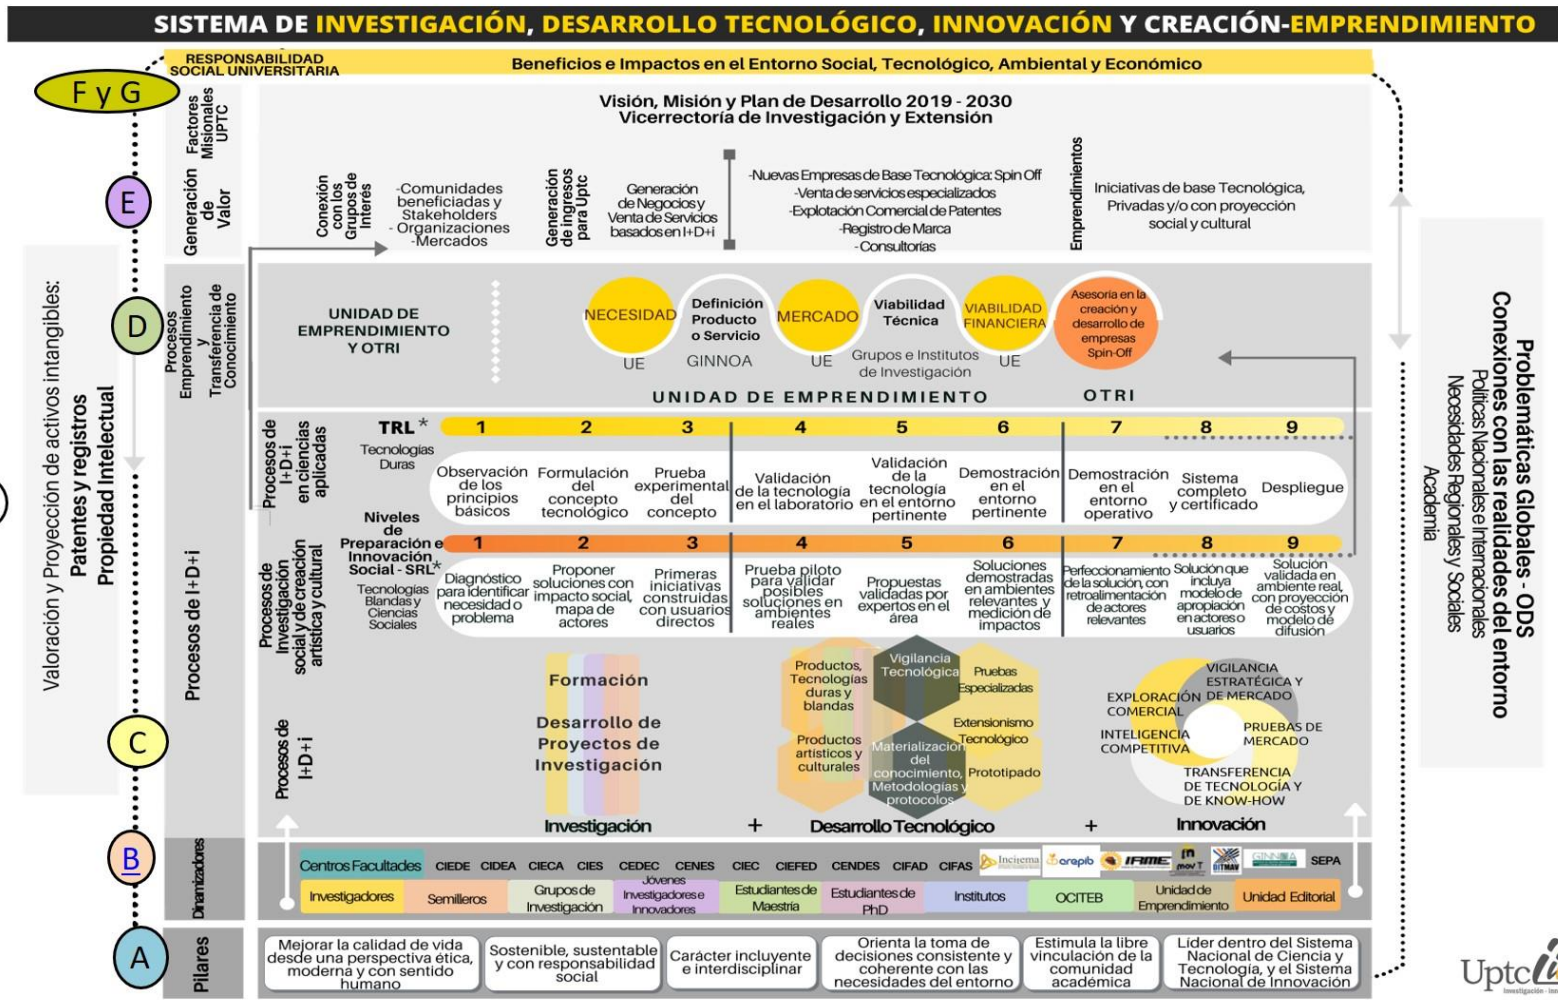 SISTEMA DE INVESTIGACIÓN, DESARROLLO TECNOLÓGICO, INNOVACIÓN Y CREACIÓN-EMPRENDIMIENTO
RESPONSABILIDAD
SOCIAL UNIVERSITARIA
Beneficios e Impactos en el Entorno Social, Tecnológico, Ambiental y Económico
F y G
Factores
Misionales
UPTC
Visión, Misión y Plan de Desarrollo 2019 - 2030
Vicerrectoría de Investigación y Extensión
E
Generación
de
Valor
Conexión
con los
Grupos de
Interés
-Comunidades
beneficiadas y
Stakeholders
- Organizaciones
-Mercados
Generación
de ingresos
para Uptc
Generación
de Negocios y
Venta de Servicios
basados en I+D+i
-Nuevas Empresas de Base Tecnológica: Spin Off
-Venta de servicios especializados
-Explotación Comercial de Patentes
-Registro de Marca
- Consultorías
Emprendimientos
Iniciativas de base Tecnológica,
Privadas y/o con proyección
social y cultural
Valoración y Proyección de activos intangibles:
Patentes y registros
Propiedad Intelectual
D
Procesos
Emprendimiento
y
Transferencia de
Conocimiento
UNIDAD DE
EMPRENDIMIENTO
Y OTRI
NECESIDAD
UE
Definición
Producto
o Servicio
GINNOA
MERCADO
UE
Viabilidad
Técnica
Grupos e Institutos
de Investigación
VIABILIDAD
FINANCIERA
UE
Asesoría en la
creación y
desarrollo de
empresas
Spin-Off
UNIDAD DE EMPRENDIMIENTO
OTRI
Problemáticas Globales - ODS
Conexiones con las realidades del entorno
Políticas Nacionales e Internacionales
Necesidades Regionales y Sociales
Academia
Procesos de I+D+i
Procesos de
I+D+i
en ciencias
aplicadas
TRL *
Tecnologías
Duras
1 2 3 4 5 6 7 8 9
Observación
de los
principios
básicos
Formulación
del
concepto
tecnológico
Prueba
experimental
del
concepto
Validación
de la tecnología
en el laboratorio
Validación
de la
tecnología
en el entorno
pertinente
Demostración
en el
entorno
pertinente
Demostración
en el
entorno
operativo
Sistema
completo
y certificado
Despliegue
Procesos de
Investigación
social y de creación
artística y cultural
Niveles
de
Preparación e
Innovación
Social - SRL*
Tecnologías
Blandas y
Ciencias
Sociales
1 2 3 4 5 6 7 8 9
Diagnóstico
para identificar
necesidad o
problema
Proponer
soluciones con
impacto social,
mapa de
actores
Primeras
iniciativas
construidas
con usuarios
directos
Prueba piloto
para validar
posibles
soluciones en
ambientes
reales
Propuestas
validadas por
expertos en el
área
Soluciones
demostradas
en ambientes
relevantes y
medición de
impactos
Perfeccionamiento
de la solución, con
retroalimentación
de actores
relevantes
Solución que
incluya
modelo de
apropiación
en actores o
usuarios
Solución
validada en
ambiente real,
con proyección
de costos y
modelo de
difusión
C
Procesos de
I+D+i
Formación
Desarrollo de
Proyectos de
Investigación
Productos,
Tecnologías
duras y
blandas
Productos
artísticos y
culturales
Vigilancia
Tecnológica
Materialización
del
conocimiento,
Metodologías y
protocolos
Pruebas
Especializadas
Extensionismo
Tecnológico
Prototipado
EXPLORACIÓN
COMERCIAL
VIGILANCIA
ESTRATÉGICA Y
DE MERCADO
INTELIGENCIA
COMPETITIVA
PRUEBAS DE
MERCADO
TRANSFERENCIA
DE TECNOLOGÍA Y
DE KNOW-HOW
Investigación + Desarrollo Tecnológico + Innovación
B
Dinamizadores
Centros Facultades CIEDE CIDEA CIECA CIES CEDEC CENES CIEC CIEFED CENDES CIFAD CIFAS Incitema Cerepib IRME mov T DITMAV GINNOA SEPA
Investigadores
Semilleros
Grupos de
Investigación
Jóvenes
Investigadores e
Innovadores
Estudiantes de
Maestría
Estudiantes de
PhD
Institutos
OCITEB
Unidad de
Emprendimiento
Unidad Editorial
A
Pilares
Mejorar la calidad de vida
desde una perspectiva ética,
moderna y con sentido
humano
Sostenible, sustentable
y con responsabilidad
social
Carácter incluyente
e interdisciplinar
Orienta la toma de
decisiones consistente y
coherente con las
necesidades del entorno
Estimula la libre
vinculación de la
comunidad
académica
Líder dentro del Sistema
Nacional de Ciencia y
Tecnología, y el Sistema
Nacional de Innovación
Uptc